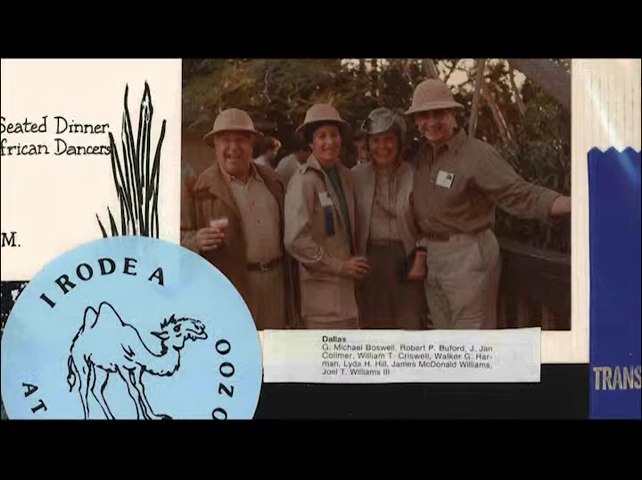 Seated Dinner
frican Dancers
M.
I RODE A
OZOO
AT
Dallas
G. Michael Boswell, Robert P. Buford, J. Jan
Collmer, William T. Criswell, Walker G. Har-
man, Lyda H. Hill, James McDonald Williams,
Joel T. Williams III
TRANS